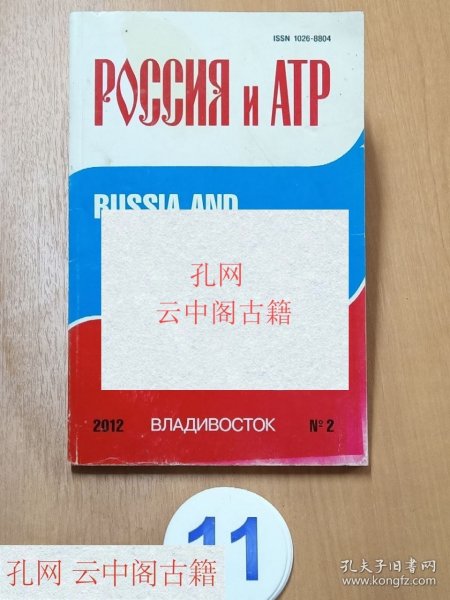 ISSN 1026-8804
РОССИЯ и АТР
RUSSIA AND
孔网
云中阁古籍
2012 ВЛАДИВОСТОК № 2
11
孔网 云中阁古籍
孔夫子旧书网
www.kongfz.com